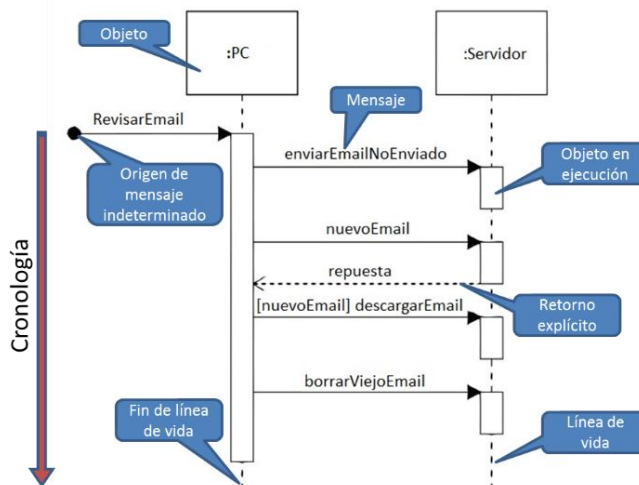 Objeto
:PC
:Servidor
Mensaje
RevisarEmail
enviarEmailNoEnviado
Origen de
mensaje
indeterminado
Objeto en
ejecución
nuevoEmail
repuesta
Retorno
explícito
[nuevoEmail] descargarEmail
Cronología
borrarViejoEmail
Fin de línea
de vida
Línea de
vida